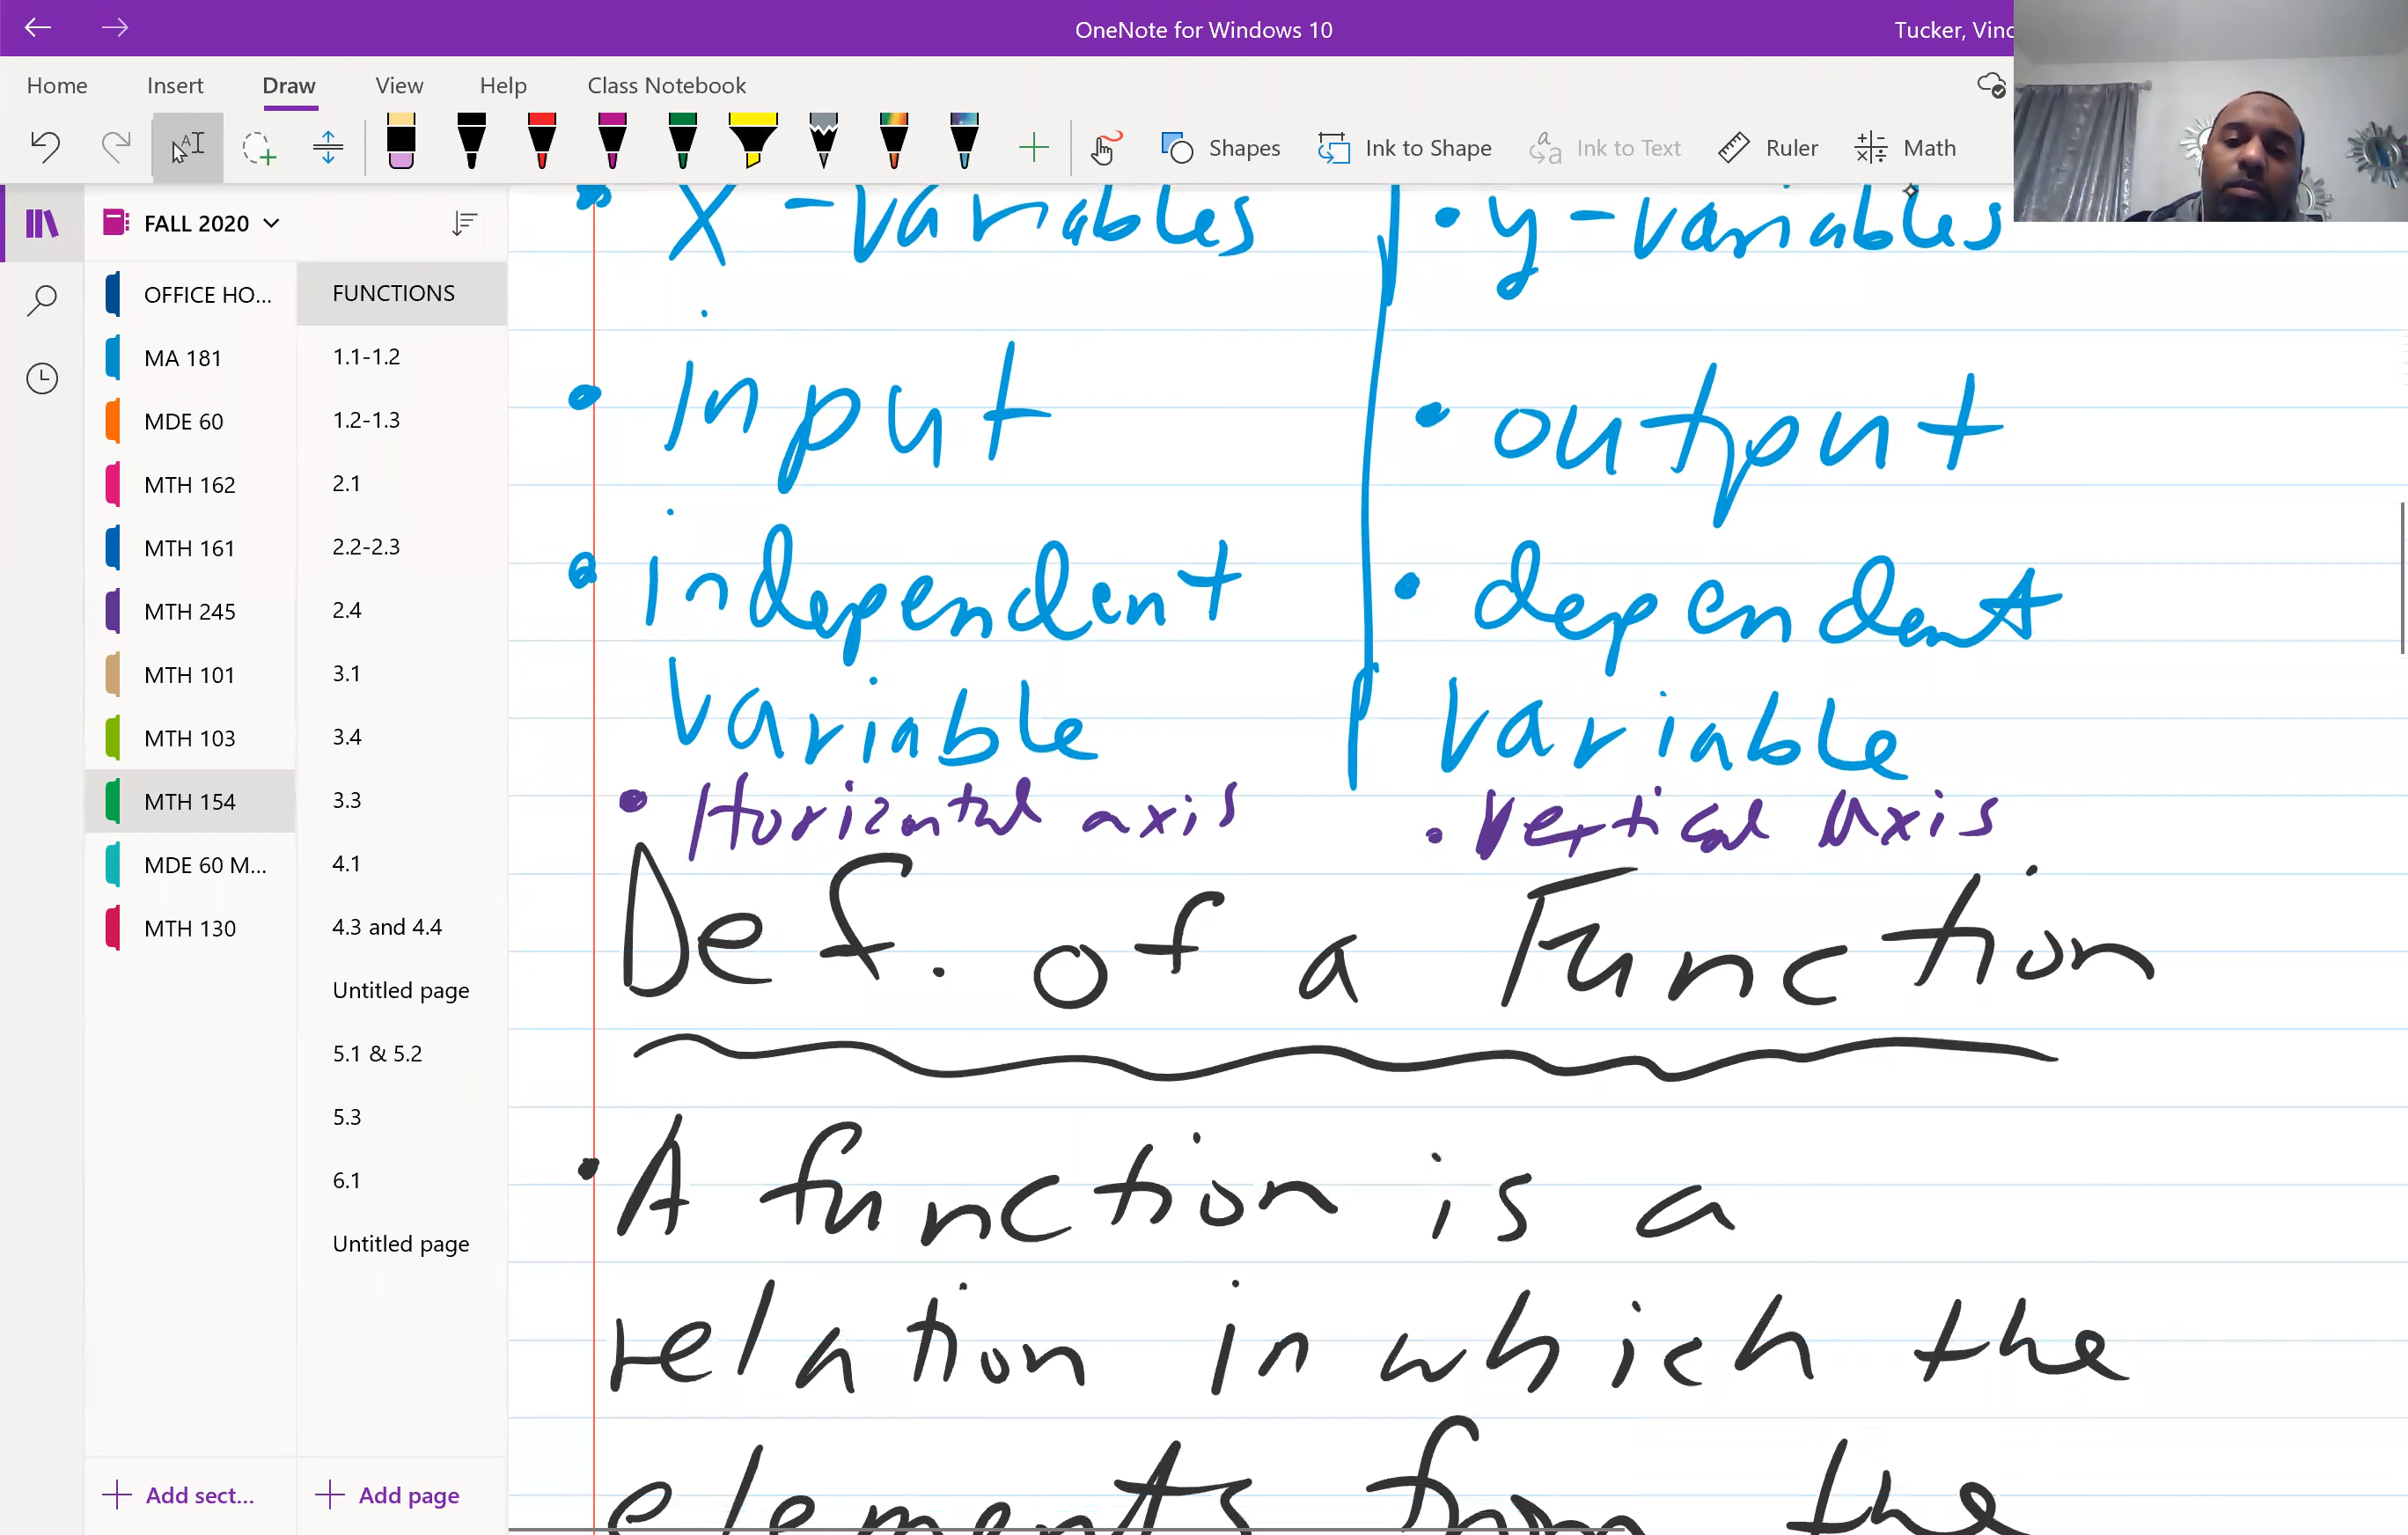 OneNote for Windows 10
Tucker, Vinc
Home Insert Draw View Help Class Notebook
Shapes Ink to Shape Ink to Text Ruler Math
FALL 2020
OFFICE HO...
MA 181
MDE 60
MTH 162
MTH 161
MTH 245
MTH 101
MTH 103
MTH 154
MDE 60 M...
MTH 130
Add sect...
FUNCTIONS
1.1-1.2
1.2-1.3
2.1
2.2-2.3
2.4
3.1
3.4
3.3
4.1
4.3 and 4.4
Untitled page
5.1 & 5.2
5.3
6.1
Untitled page
Add page
• X-variables
• input
• independent
variable
• Horizontal axis
• y-variables
• output
• dependent
variable
• Vertical Axis
Def. of a Function
• A function is a
relation in which the
elements from the